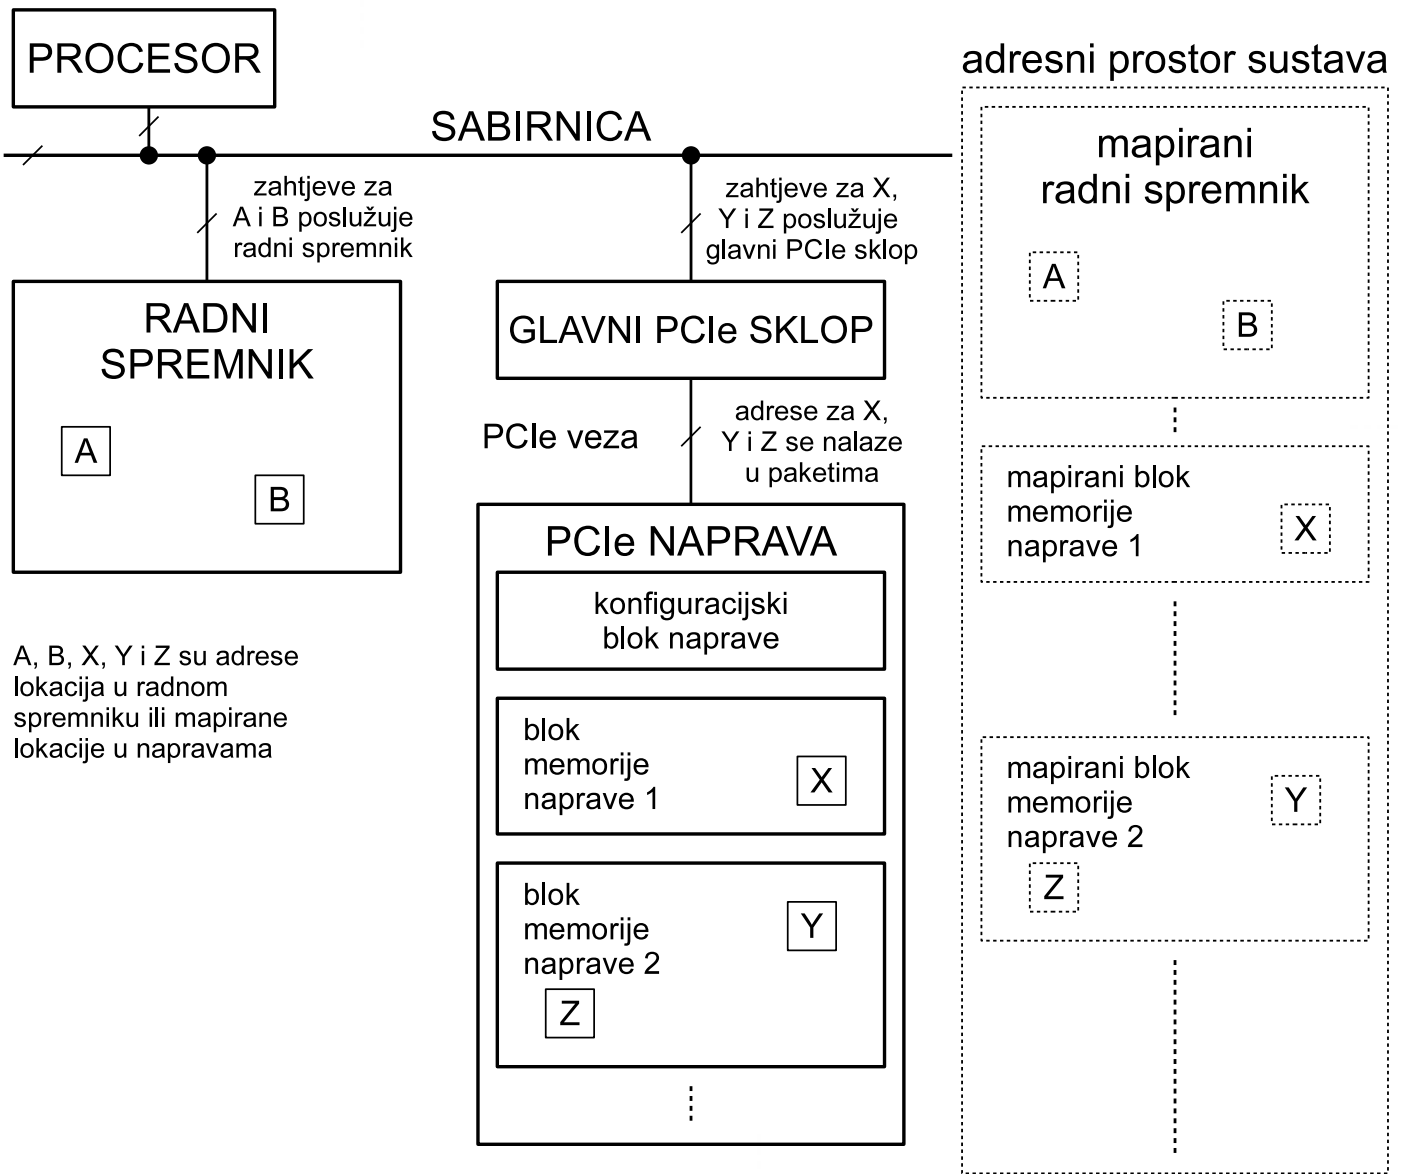 PROCESOR
SABIRNICA
zahtjeve za
A i B poslužuje
radni spremnik
zahtjeve za X,
Y i Z poslužuje
glavni PCIe sklop
RADNI
SPREMNIK
A
B
GLAVNI PCIe SKLOP
PCIe veza
adrese za X,
Y i Z se nalaze
u paketima
PCIe NAPRAVA
konfiguracijski
blok naprave
blok
memorije
naprave 1
X
blok
memorije
naprave 2
Y
Z
A, B, X, Y i Z su adrese
lokacija u radnom
spremniku ili mapirane
lokacije u napravama
adresni prostor sustava
mapirani
radni spremnik
A
B
mapirani blok
memorije
naprave 1
X
mapirani blok
memorije
naprave 2
Y
Z